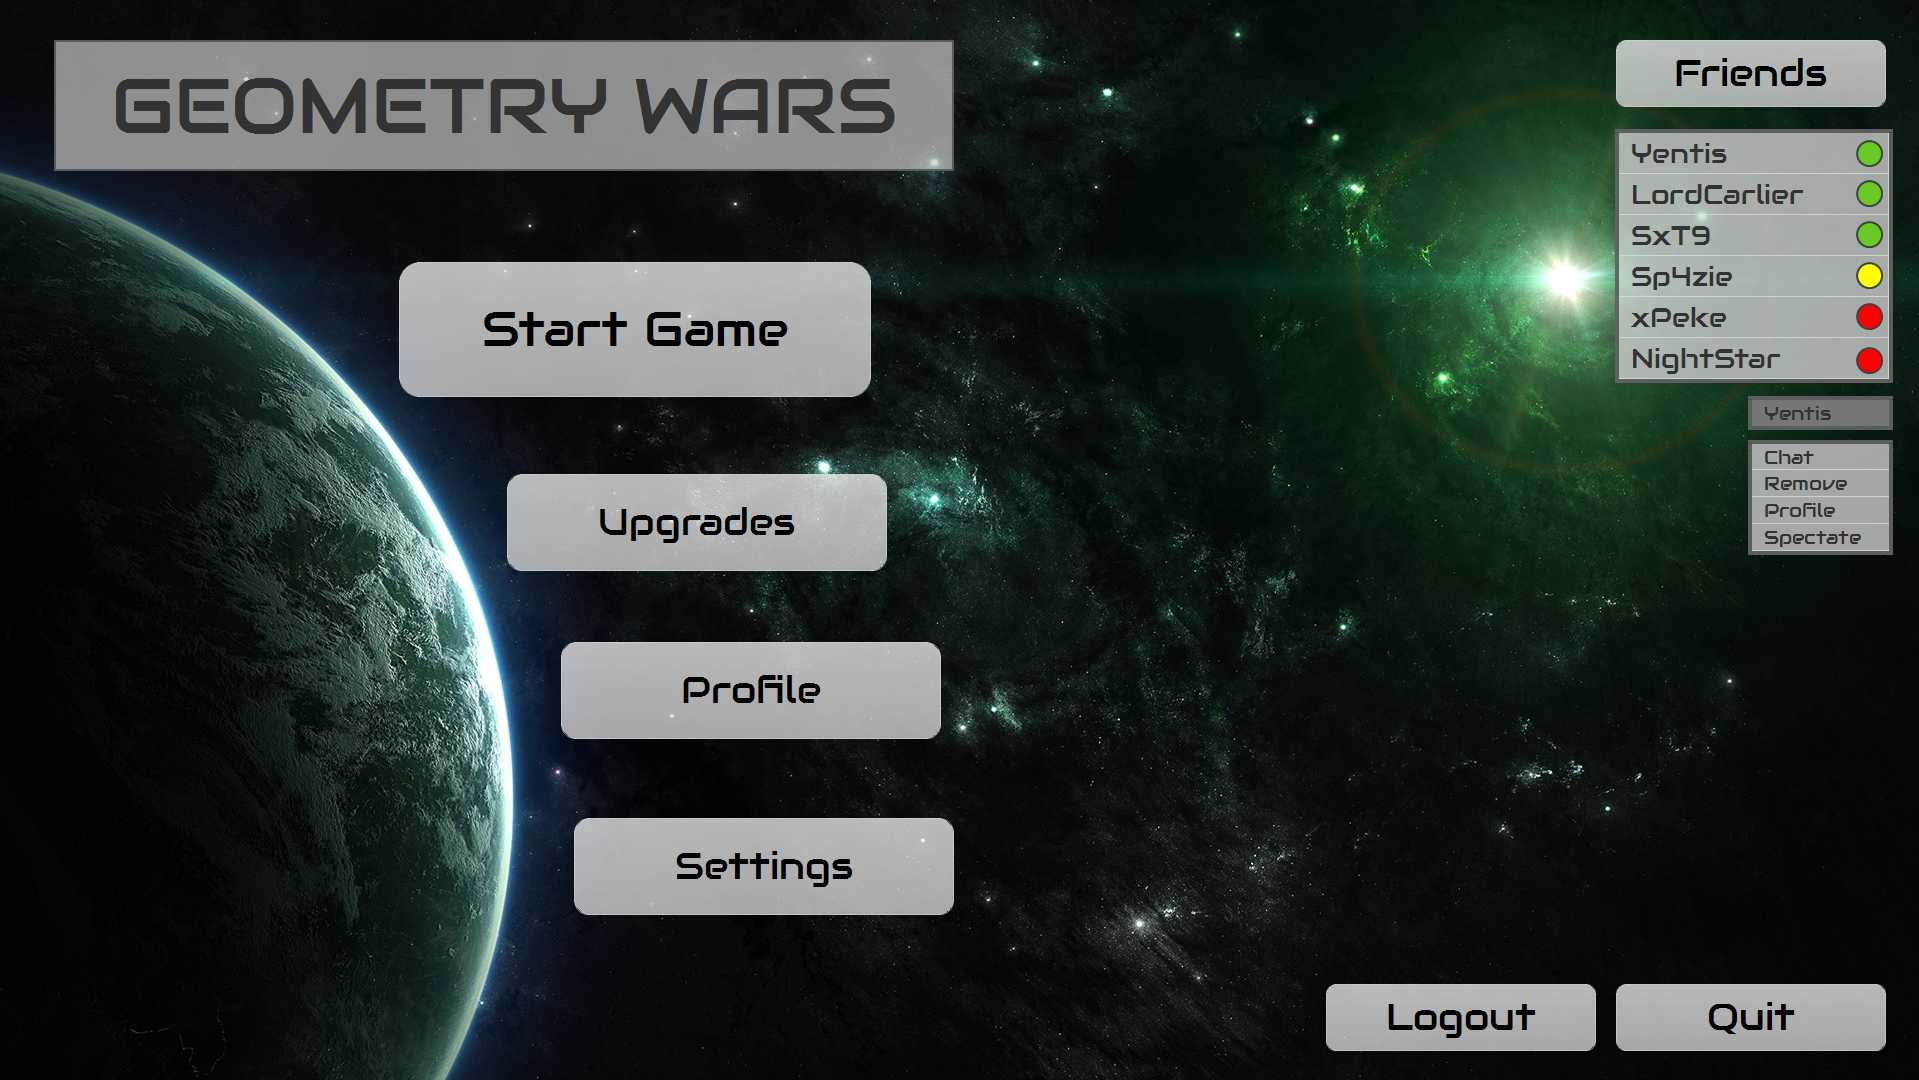 GEOMETRY WARS
Start Game
Upgrades
Profile
Settings
Friends
Yentis
LordCarlier
SxT9
Sp4zie
xPeke
NightStar
Yentis
Chat
Remove
Profile
Spectate
Logout
Quit